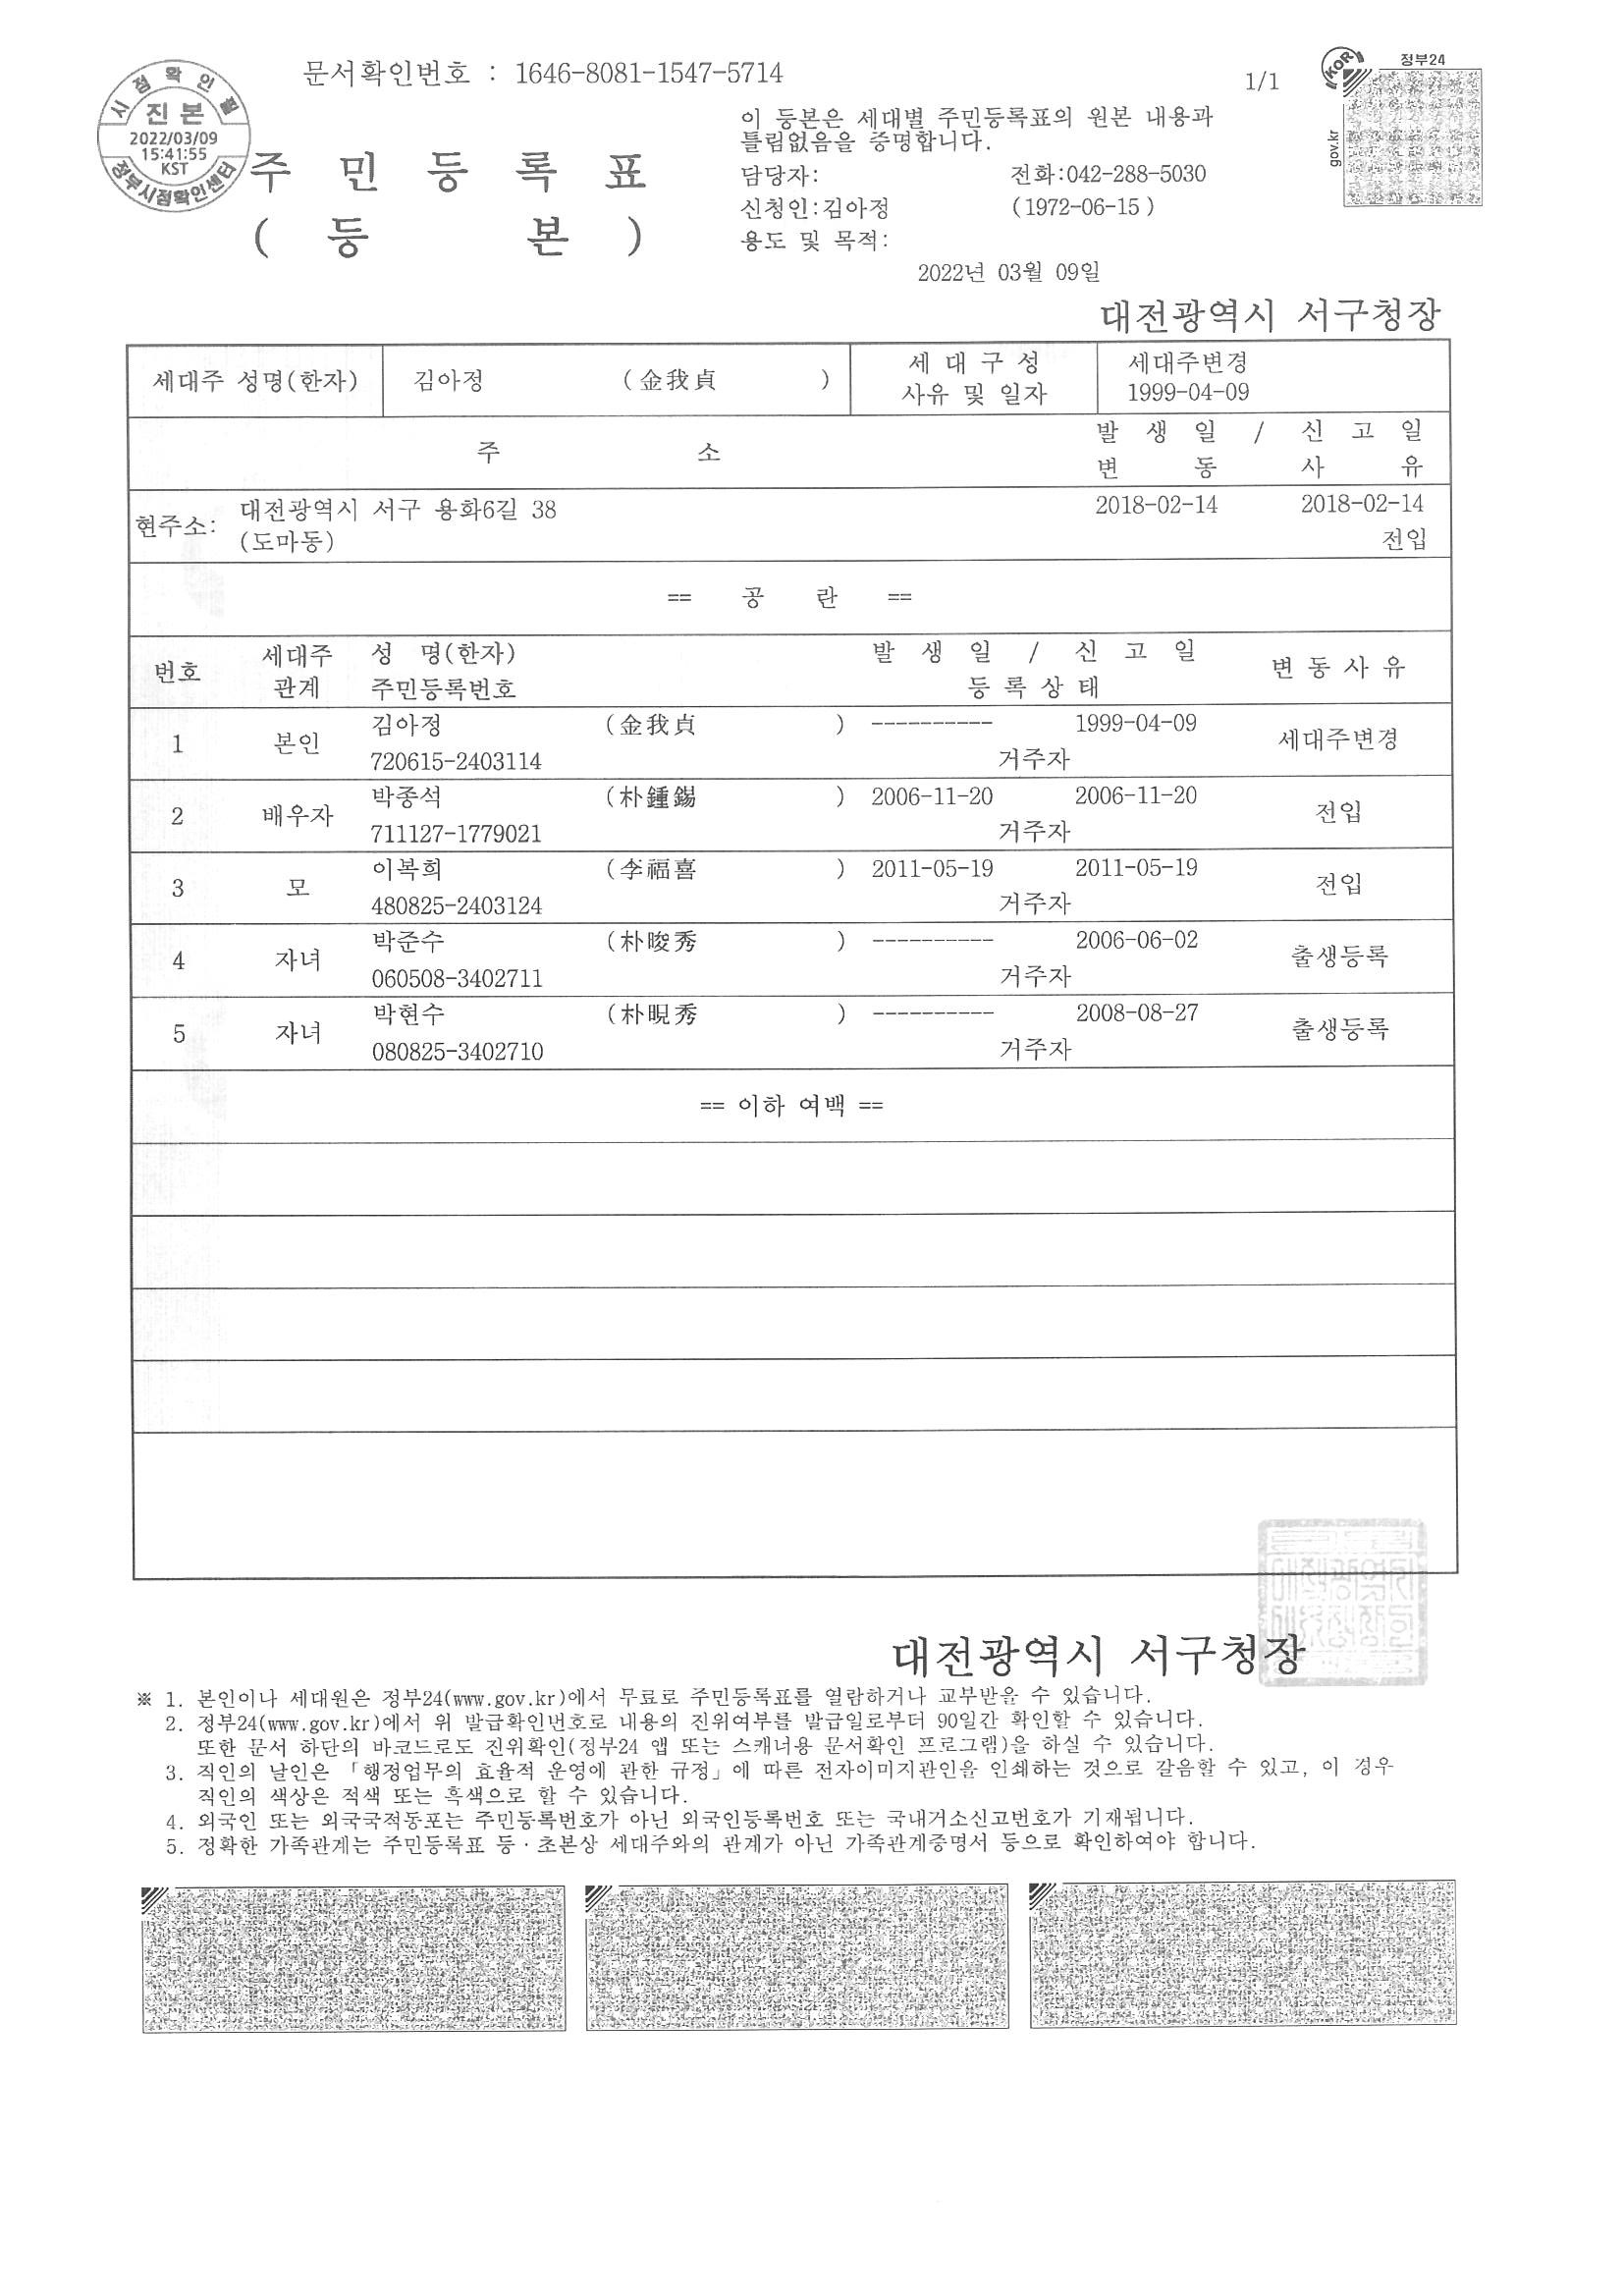 문서확인번호 : 1646-8081-1547-5714
1/1
정부24
gov.kr
KOR
시점확인필
진본
2022/03/09
15:41:55
KST
정부시점확인센터
주 민 등 록 표
( 등 본 )
이 등본은 세대별 주민등록표의 원본 내용과
틀림없음을 증명합니다.
담당자: 전화:042-288-5030
신청인:김아정 (1972-06-15 )
용도 및 목적:
2022년 03월 09일
대전광역시 서구청장
세대주 성명(한자) 김아정 (金我貞 )
세 대 구 성
사유 및 일자
세대주변경
1999-04-09
주 소
발 생 일 / 신 고 일
변 동 사 유
현주소: 대전광역시 서구 용화6길 38 2018-02-14 2018-02-14
(도마동) 전입
== 공 란 ==
번호
세대주
관계
성 명(한자)
주민등록번호
발 생 일 / 신 고 일
등 록 상 태
변 동 사 유
1 본인 김아정 (金我貞 ) ---------- 1999-04-09 세대주변경
720615-2403114 거주자
2 배우자 박종석 (朴鍾錫 ) 2006-11-20 2006-11-20 전입
711127-1779021 거주자
3 모 이복희 (李福喜 ) 2011-05-19 2011-05-19 전입
480825-2403124 거주자
4 자녀 박준수 (朴晙秀 ) ---------- 2006-06-02 출생등록
060508-3402711 거주자
5 자녀 박현수 (朴晛秀 ) ---------- 2008-08-27 출생등록
080825-3402710 거주자
== 이하 여백 ==
대전광역시 서구청장
※ 1. 본인이나 세대원은 정부24(www.gov.kr)에서 무료로 주민등록표를 열람하거나 교부받을 수 있습니다.
2. 정부24(www.gov.kr)에서 위 발급확인번호로 내용의 진위여부를 발급일로부터 90일간 확인할 수 있습니다.
또한 문서 하단의 바코드로도 진위확인(정부24 앱 또는 스캐너용 문서확인 프로그램)을 하실 수 있습니다.
3. 직인의 날인은 「행정업무의 효율적 운영에 관한 규정」에 따른 전자이미지관인을 인쇄하는 것으로 갈음할 수 있고, 이 경우
직인의 색상은 적색 또는 흑색으로 할 수 있습니다.
4. 외국인 또는 외국국적동포는 주민등록번호가 아닌 외국인등록번호 또는 국내거소신고번호가 기재됩니다.
5. 정확한 가족관계는 주민등록표 등·초본상 세대주와의 관계가 아닌 가족관계증명서 등으로 확인하여야 합니다.